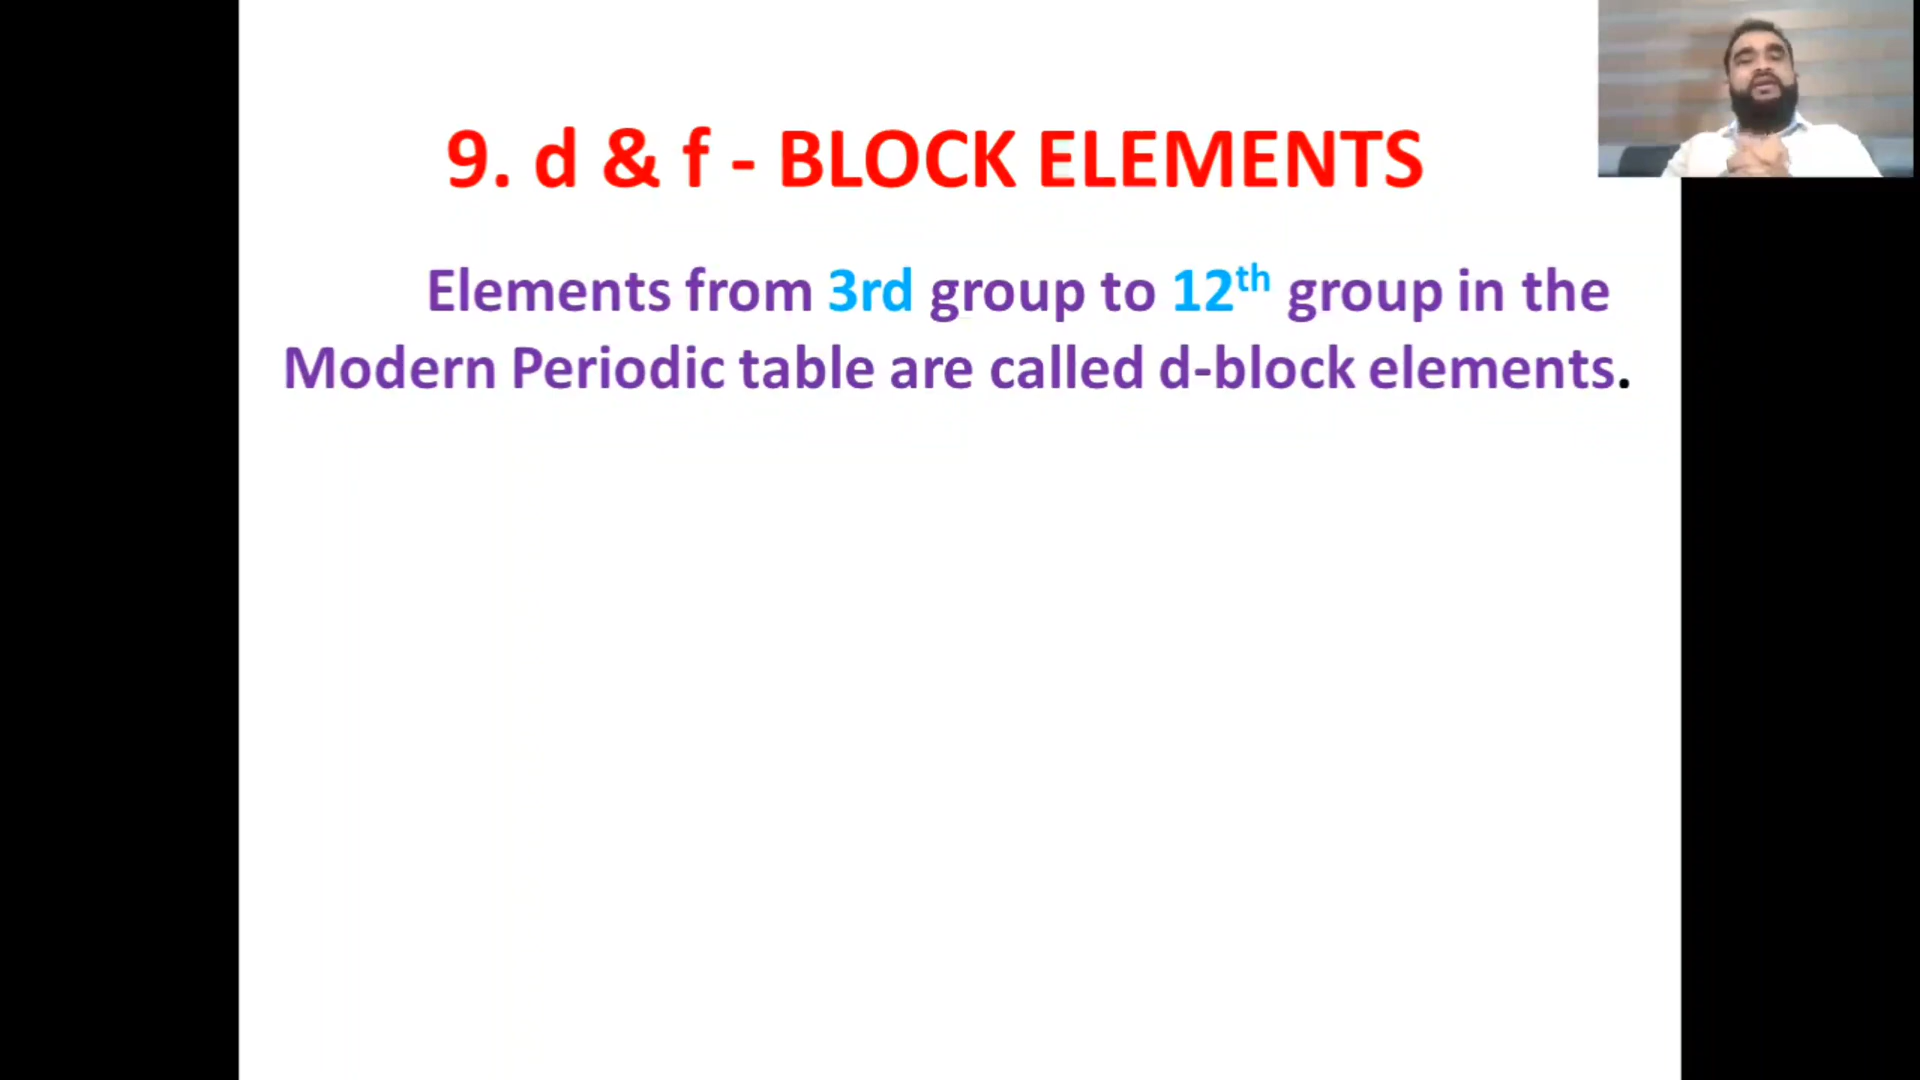 9. d & f - BLOCK ELEMENTS
Elements from 3rd group to 12th group in the
Modern Periodic table are called d-block elements.